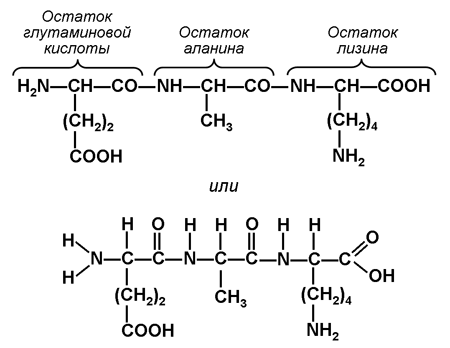 Остаток Остаток Остаток
глутаминовой аланина лизина
кислоты
H₂N—CH—CO—NH—CH—CO—NH—CH—COOH
(CH₂)₂ CH₃ (CH₂)₄
COOH NH₂
или
H H O H H O H H O
H N—C—C—N—C—C—N—C—C OH
(CH₂)₂ CH₃ (CH₂)₄
COOH NH₂